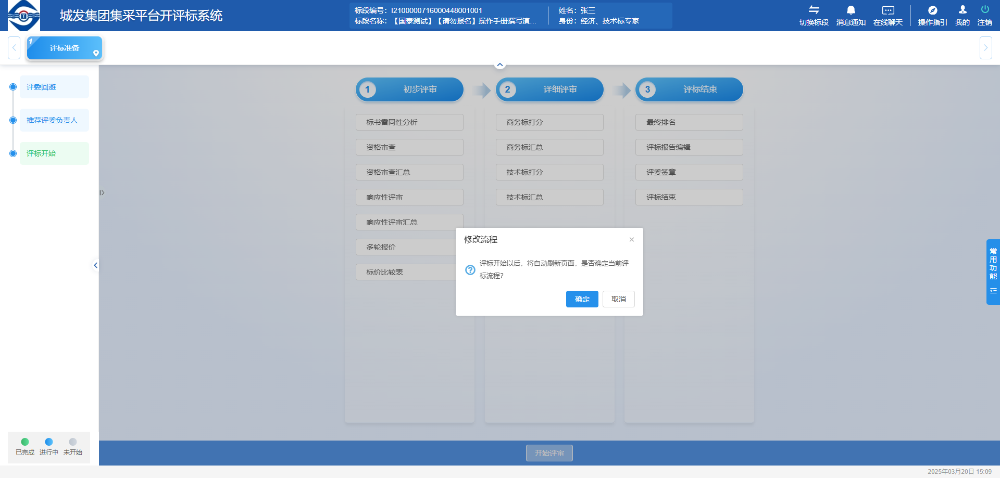 城发集团集采平台开评标系统
标段编号：I2100000716000448001001
标段名称：【国泰测试】【请勿报名】操作手册撰写演...
姓名：张三
身份：经济、技术标专家
切换标段
消息通知
在线聊天
操作指引
我的
注销
1
评标准备
评委回避
推荐评委负责人
评标开始
1
初步评审
标书雷同性分析
资格审查
资格审查汇总
响应性评审
响应性评审汇总
多轮报价
标价比较表
2
详细评审
商务标打分
商务标汇总
技术标打分
技术标汇总
3
评标结束
最终排名
评标报告编辑
评委签章
评标结束
修改流程
评标开始以后，将自动刷新页面，是否确定当前评
标流程?
确定
取消
常用功能
已完成
进行中
未开始
开始评审
2025年03月20日 15:09